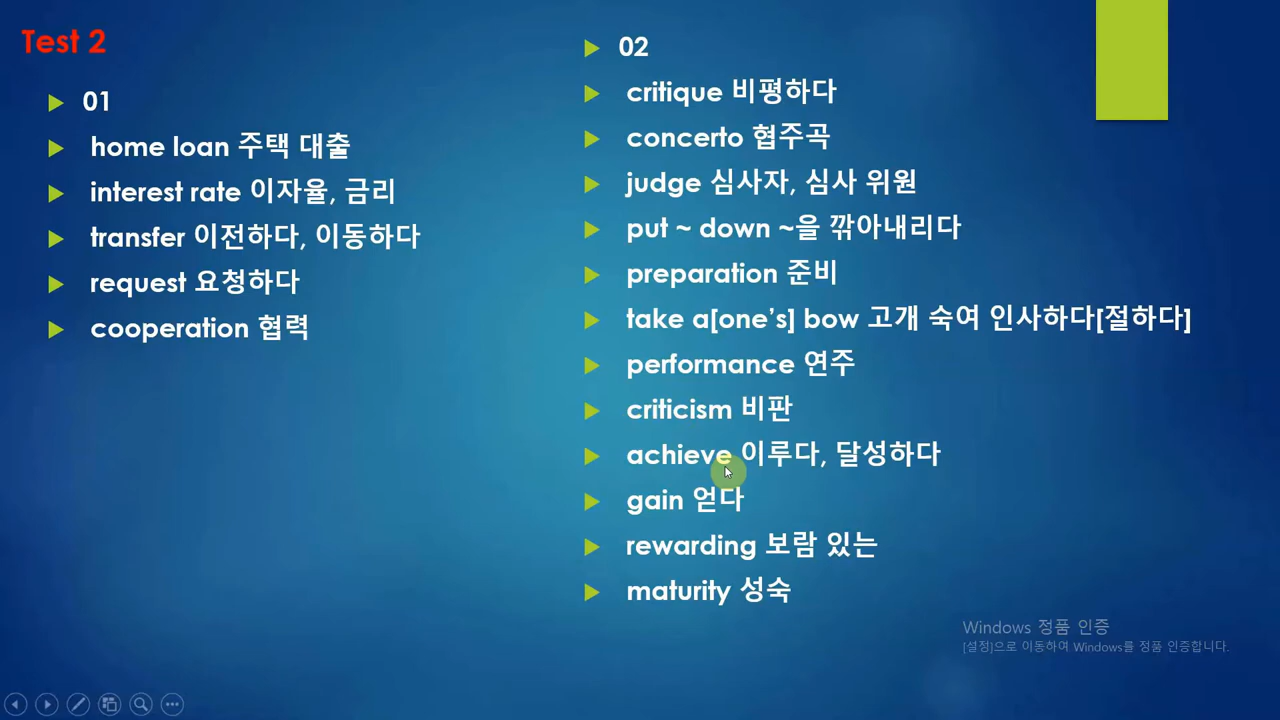 Test 2
01
home loan 주택 대출
interest rate 이자율, 금리
transfer 이전하다, 이동하다
request 요청하다
cooperation 협력
02
critique 비평하다
concerto 협주곡
judge 심사자, 심사 위원
put ~ down ~을 깎아내리다
preparation 준비
take a[one’s] bow 고개 숙여 인사하다[절하다]
performance 연주
criticism 비판
achieve 이루다, 달성하다
gain 얻다
rewarding 보람 있는
maturity 성숙
Windows 정품 인증
[설정]으로 이동하여 Windows를 정품 인증합니다.